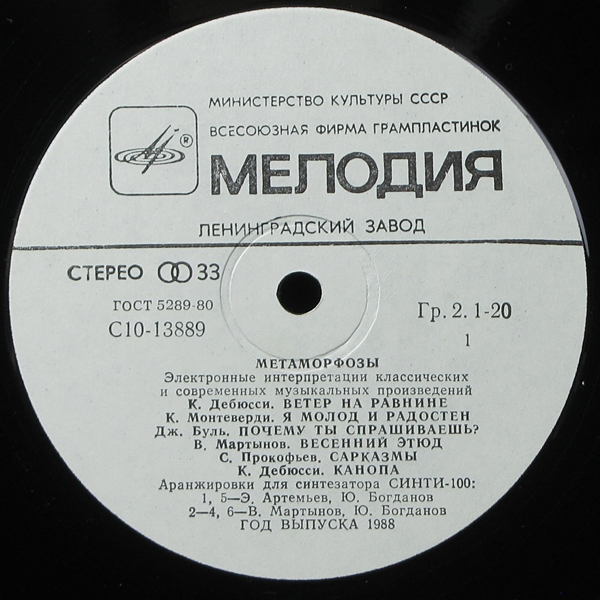 МИНИСТЕРСТВО КУЛЬТУРЫ СССР
ВСЕСОЮЗНАЯ ФИРМА ГРАМПЛАСТИНОК
®
МЕЛОДИЯ
ЛЕНИНГРАДСКИЙ ЗАВОД
СТЕРЕО 33
ГОСТ 5289-80
С10-13889
Гр. 2. 1-20
1
МЕТАМОРФОЗЫ
Электронные интерпретации классических
и современных музыкальных произведений
К. Дебюсси. ВЕТЕР НА РАВНИНЕ
К. Монтеверди. Я МОЛОД И РАДОСТЕН
Дж. Буль. ПОЧЕМУ ТЫ СПРАШИВАЕШЬ?
В. Мартынов. ВЕСЕННИЙ ЭТЮД
С. Прокофьев. САРКАЗМЫ
К. Дебюсси. КАНОПА
Аранжировки для синтезатора СИНТИ-100:
1, 5—Э. Артемьев, Ю. Богданов
2—4, 6—В. Мартынов, Ю. Богданов
ГОД ВЫПУСКА 1988